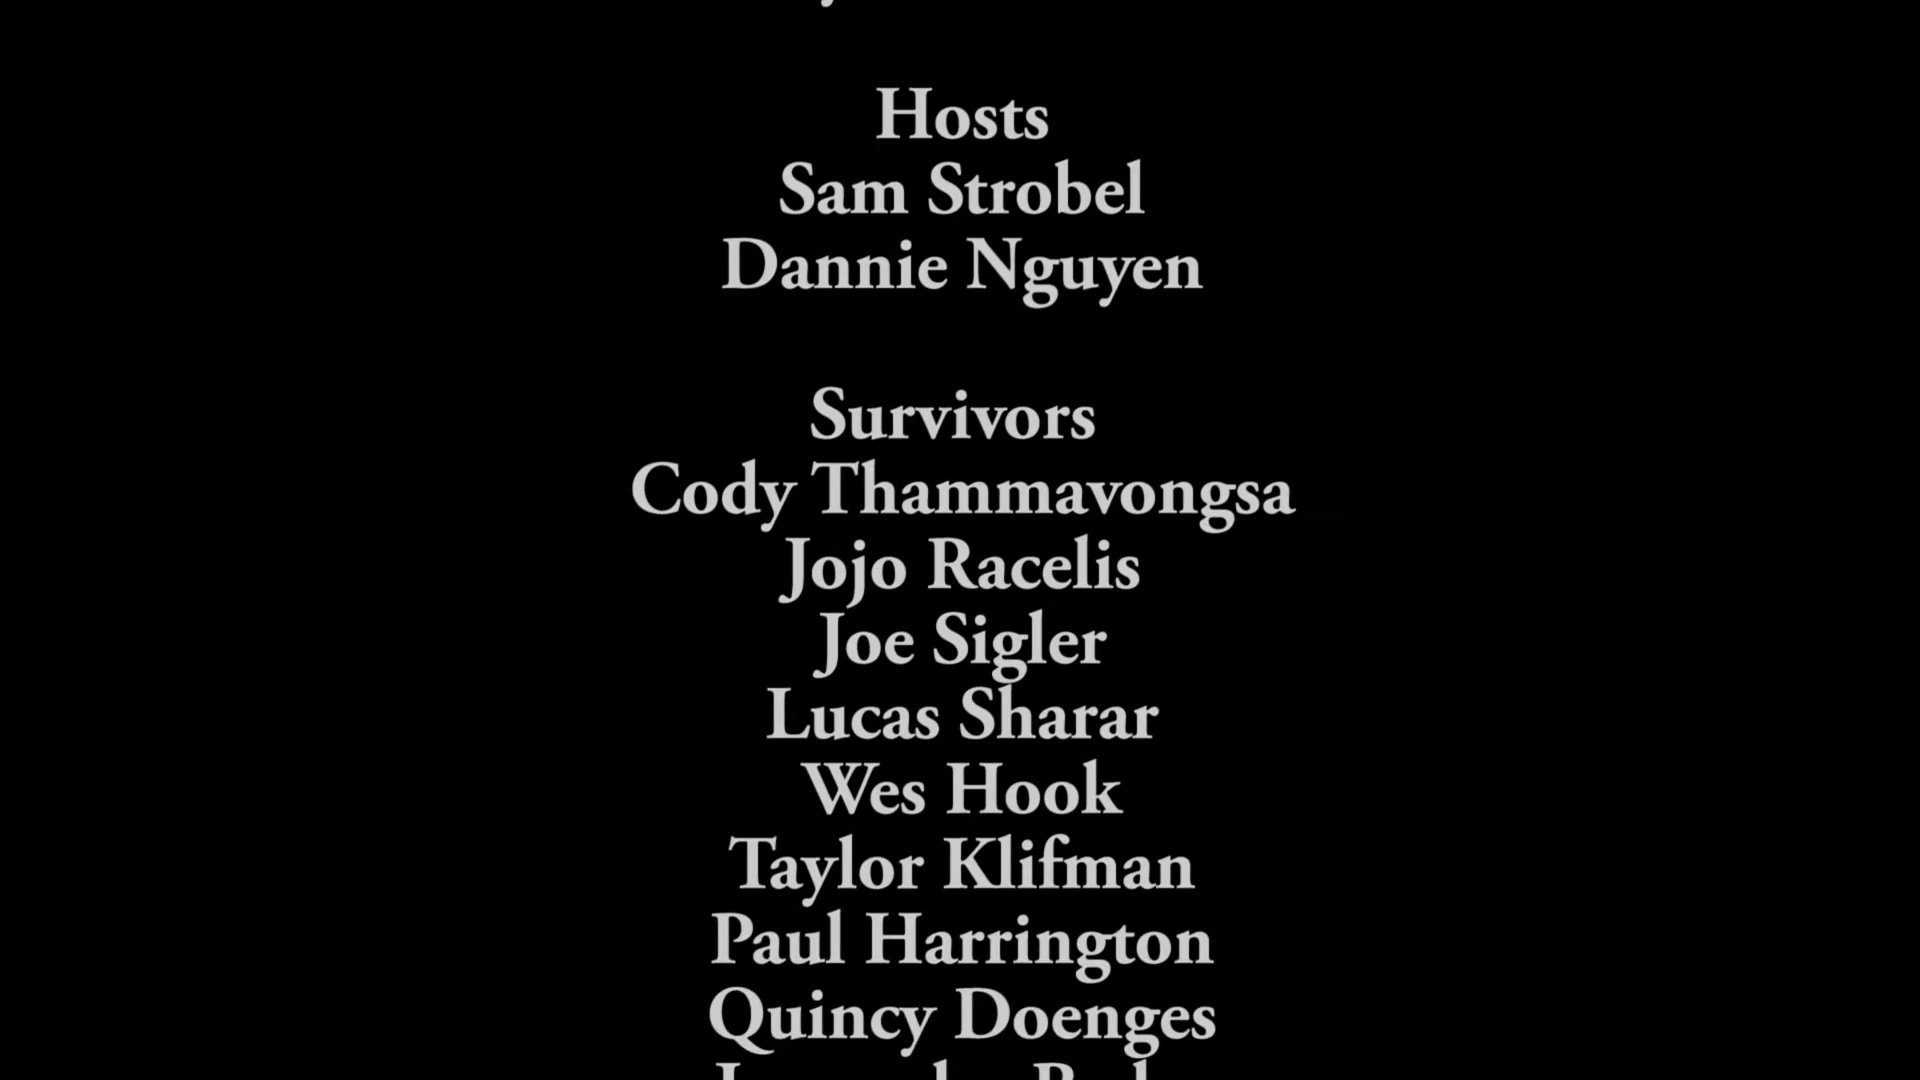 Hosts
Sam Strobel
Dannie Nguyen
Survivors
Cody Thammavongsa
Jojo Racelis
Joe Sigler
Lucas Sharar
Wes Hook
Taylor Klifman
Paul Harrington
Quincy Doenges